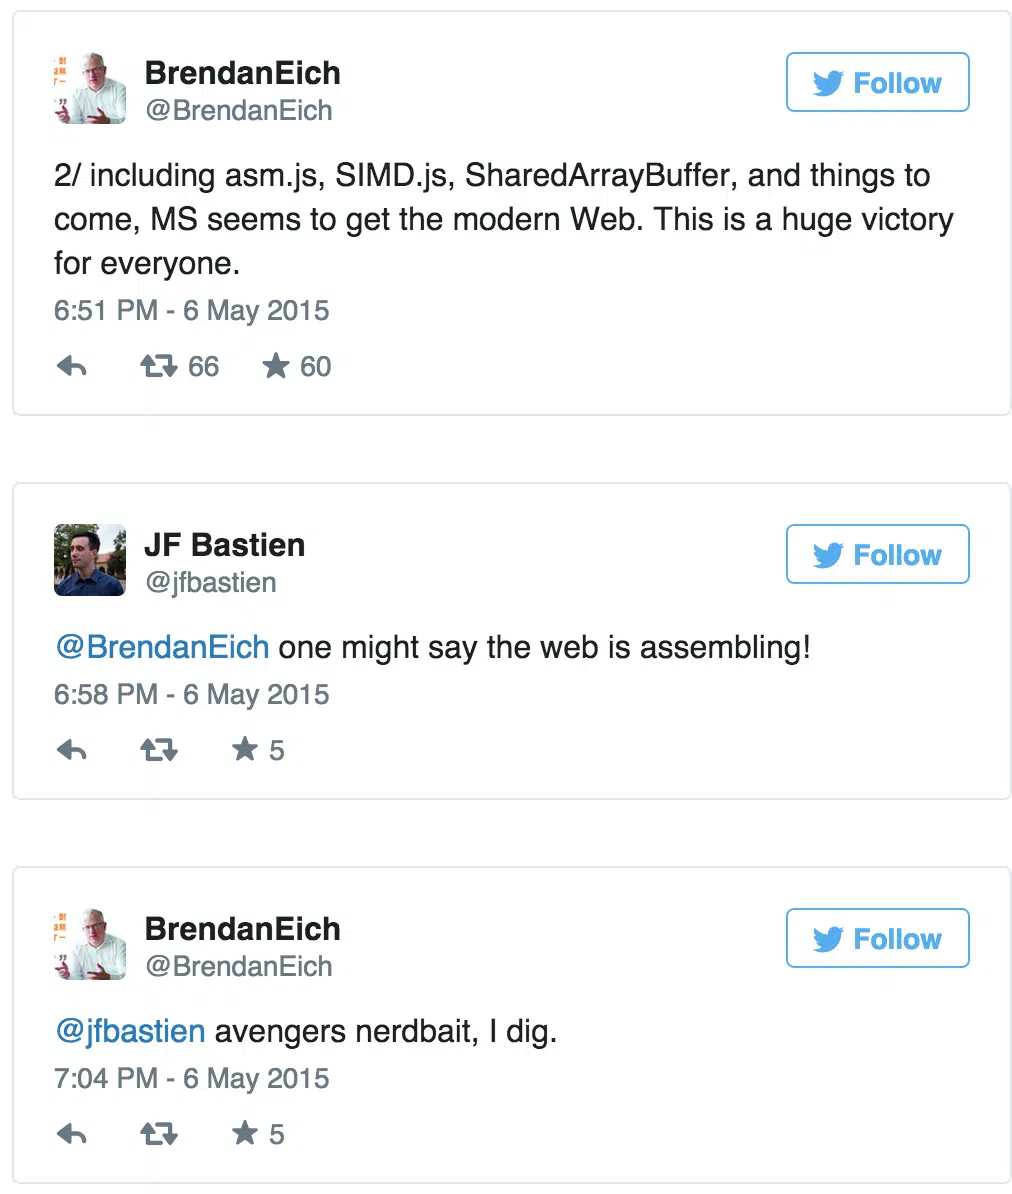 BrendanEich
@BrendanEich
Follow
2/ including asm.js, SIMD.js, SharedArrayBuffer, and things to
come, MS seems to get the modern Web. This is a huge victory
for everyone.
6:51 PM - 6 May 2015
66 60
JF Bastien
@jfbastien
Follow
@BrendanEich one might say the web is assembling!
6:58 PM - 6 May 2015
5
BrendanEich
@BrendanEich
Follow
@jfbastien avengers nerdbait, I dig.
7:04 PM - 6 May 2015
5